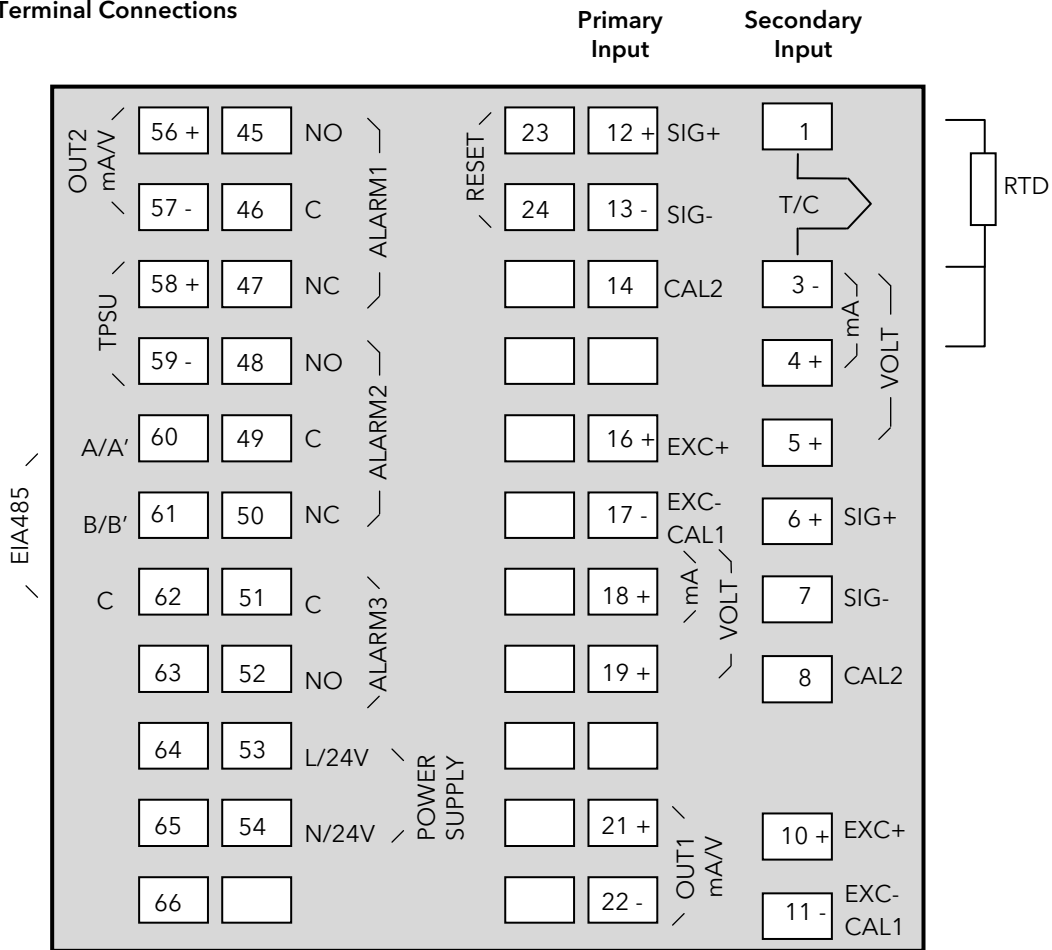 Terminal Connections
Primary
Input
Secondary
Input
OUT2
mA/V
56 +
45
NO
57 -
46
C
ALARM1
58 +
47
NC
TPSU
59 -
48
NO
A/A'
60
49
C
ALARM2
B/B'
61
50
NC
EIA485
C
62
51
C
ALARM3
63
52
NO
64
53
L/24V
65
54
N/24V
POWER
SUPPLY
66
RESET
23
12 +
SIG+
24
13 -
SIG-
14
CAL2
16 +
EXC+
17 -
EXC-
CAL1
18 +
mA
VOLT
19 +
21 +
OUT1
mA/V
22 -
1
T/C
RTD
3 -
mA
VOLT
4 +
5 +
6 +
SIG+
7
SIG-
8
CAL2
10 +
EXC+
11 -
EXC-
CAL1